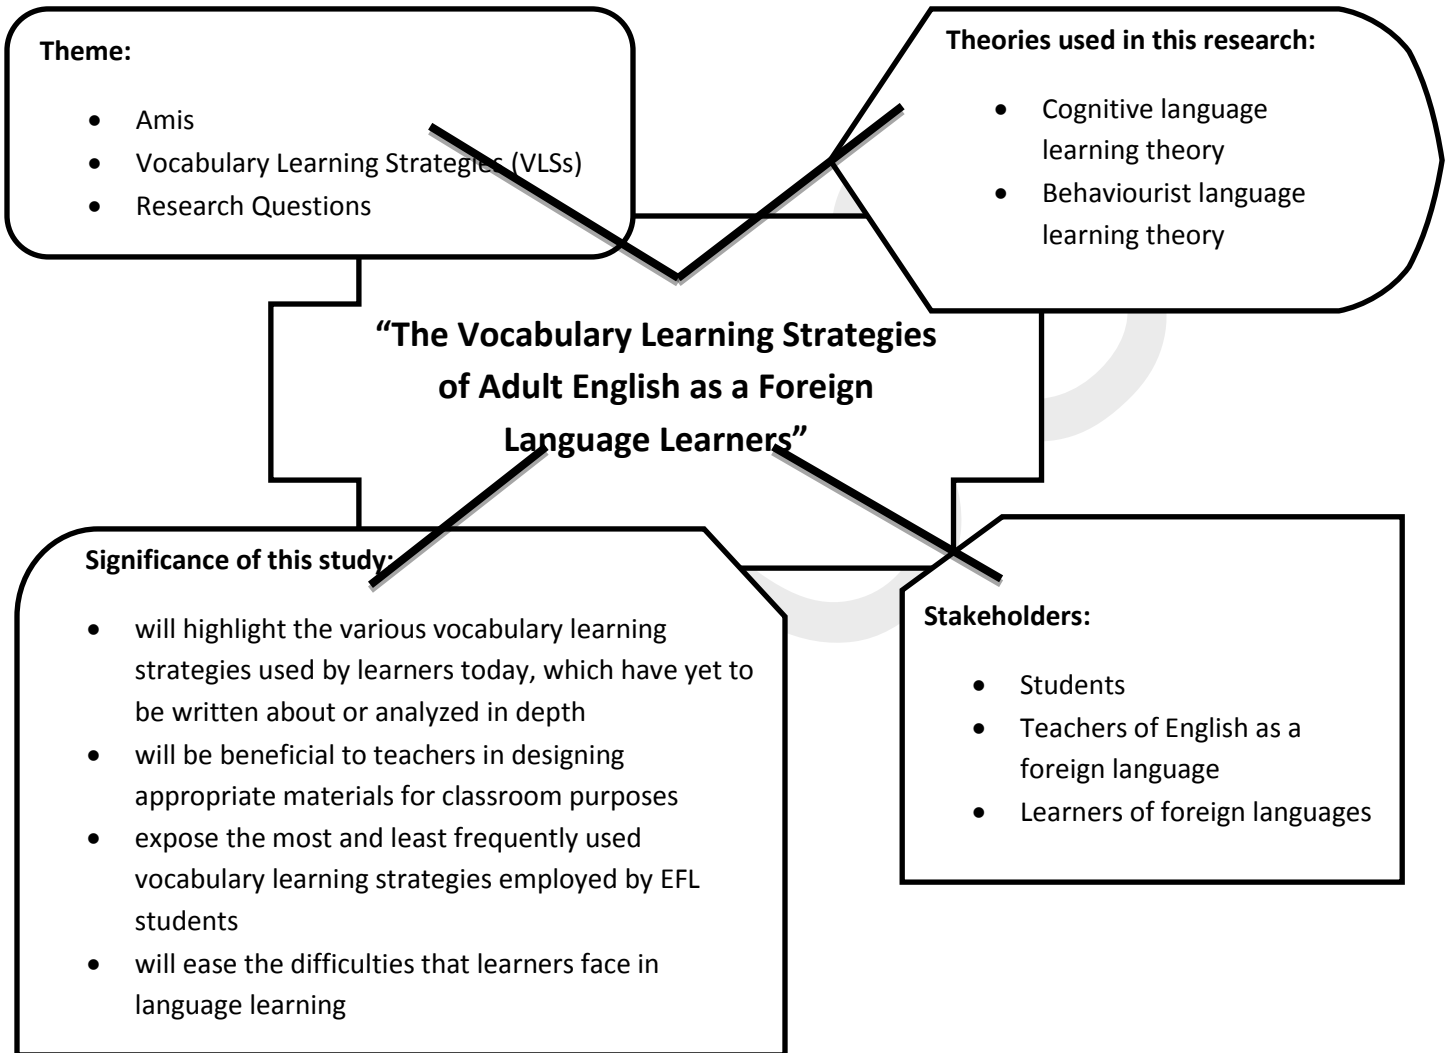 Theme:
• Amis
• Vocabulary Learning Strategies (VLSs)
• Research Questions
Theories used in this research:
• Cognitive language
learning theory
• Behaviourist language
learning theory
“The Vocabulary Learning Strategies
of Adult English as a Foreign
Language Learners”
Significance of this study:
• will highlight the various vocabulary learning
strategies used by learners today, which have yet to
be written about or analyzed in depth
• will be beneficial to teachers in designing
appropriate materials for classroom purposes
• expose the most and least frequently used
vocabulary learning strategies employed by EFL
students
• will ease the difficulties that learners face in
language learning
Stakeholders:
• Students
• Teachers of English as a
foreign language
• Learners of foreign languages